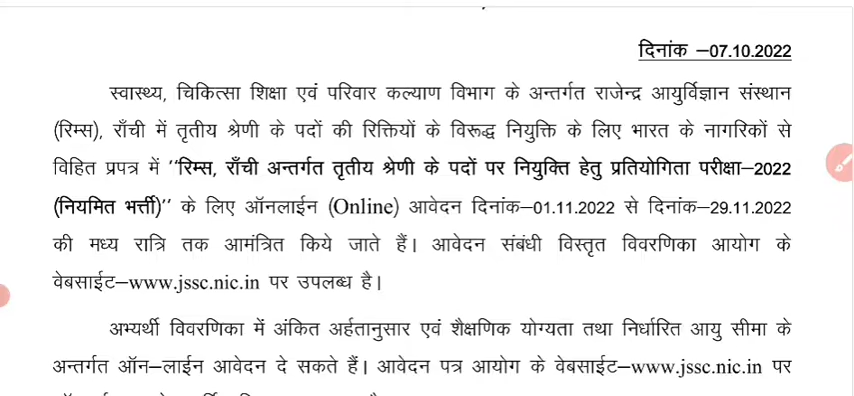 दिनांक –07.10.2022
स्वास्थ्य, चिकित्सा शिक्षा एवं परिवार कल्याण विभाग के अन्तर्गत राजेन्द्र आयुर्विज्ञान संस्थान
(रिम्स), राँची में तृतीय श्रेणी के पदों की रिक्तियों के विरूद्ध नियुक्ति के लिए भारत के नागरिकों से
विहित प्रपत्र में "रिम्स, राँची अन्तर्गत तृतीय श्रेणी के पदों पर नियुक्ति हेतु प्रतियोगिता परीक्षा–2022
(नियमित भर्त्ती)" के लिए ऑनलाईन (Online) आवेदन दिनांक–01.11.2022 से दिनांक–29.11.2022
की मध्य रात्रि तक आमंत्रित किये जाते हैं। आवेदन संबंधी विस्तृत विवरणिका आयोग के
वेबसाईट–www.jssc.nic.in पर उपलब्ध है।
अभ्यर्थी विवरणिका में अंकित अर्हतानुसार एवं शैक्षणिक योग्यता तथा निर्धारित आयु सीमा के
अन्तर्गत ऑन–लाईन आवेदन दे सकते हैं। आवेदन पत्र आयोग के वेबसाईट–www.jssc.nic.in पर